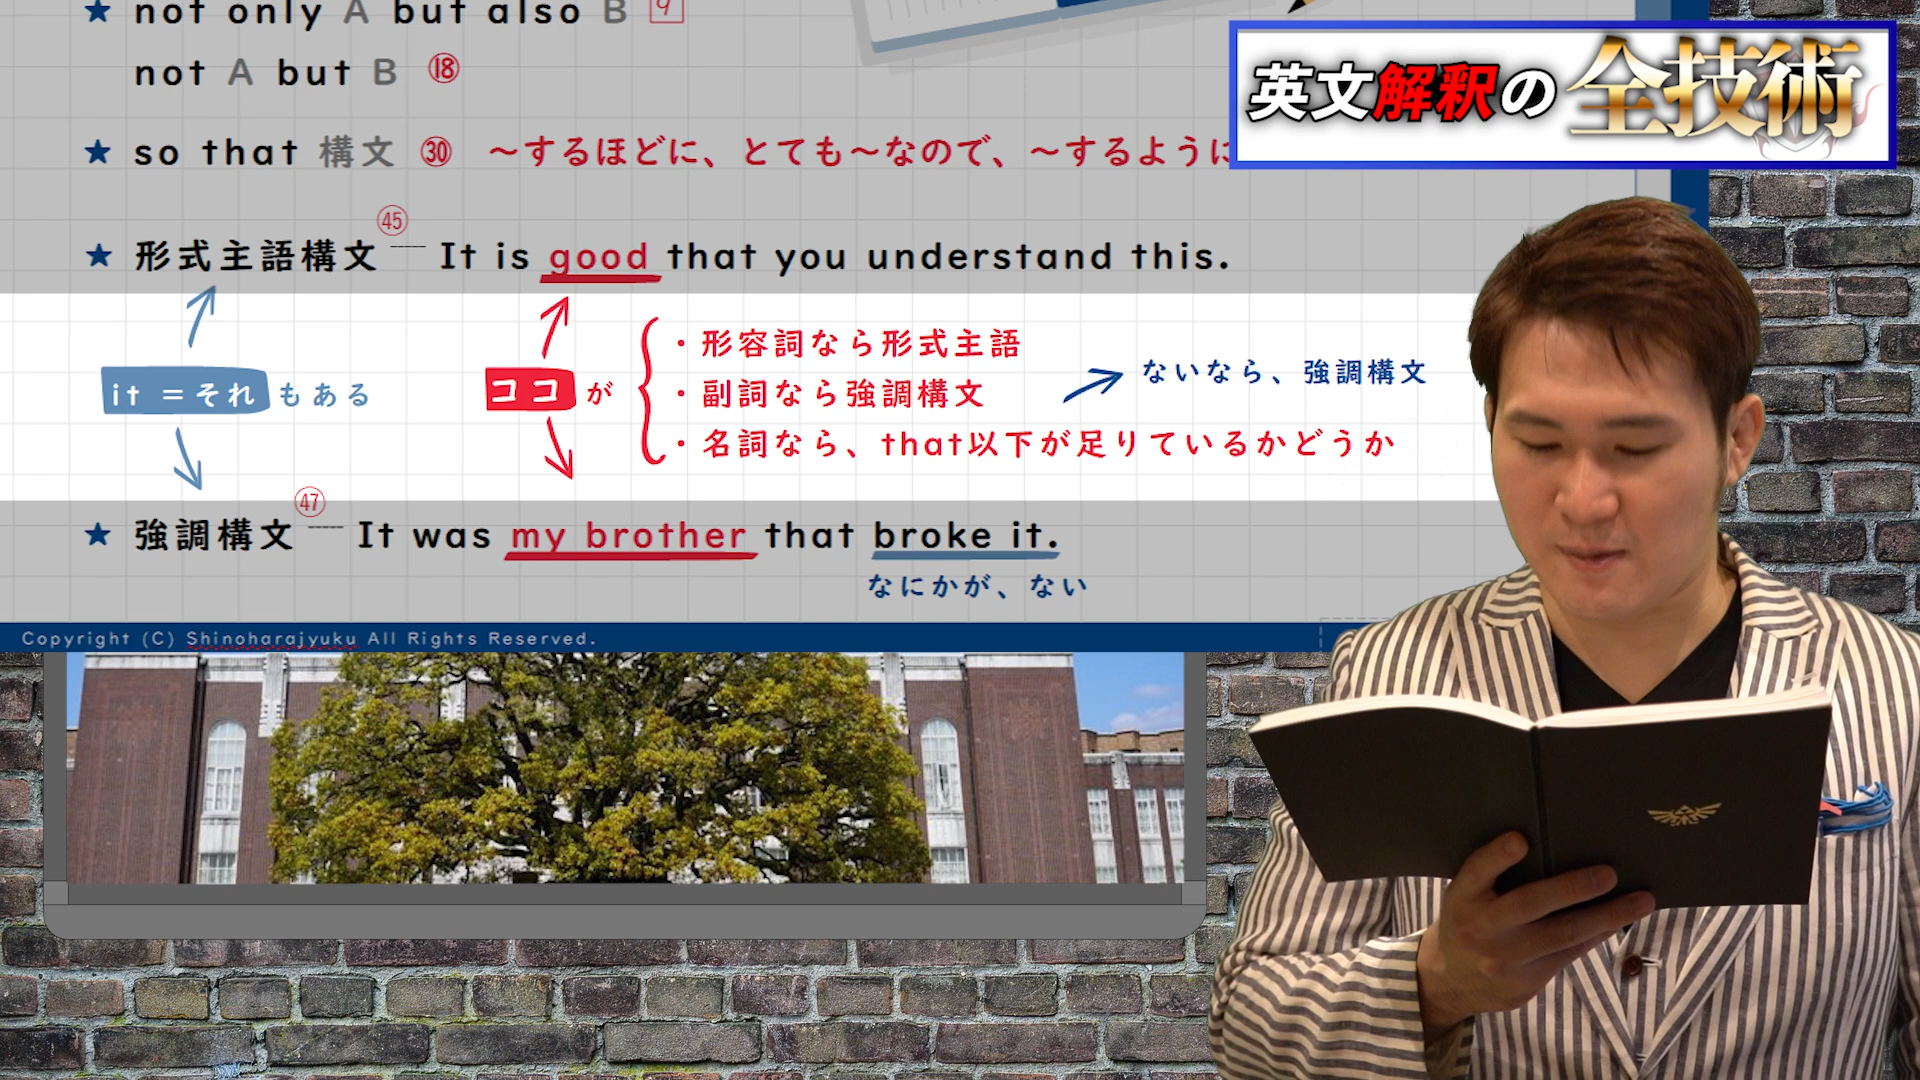 ★ not only A but also B 9
not A but B ⑱
★ so that 構文 ㉚ ～するほどに、とても～なので、～するように
英文解釈の全技術
㊺
★ 形式主語構文 It is good that you understand this.
・形容詞なら形式主語
ないなら、強調構文
it ＝それ もある
ココ が
・副詞なら強調構文
・名詞なら、that以下が足りているかどうか
㊼
★ 強調構文 It was my brother that broke it.
なにかが、ない
Copyright (C) Shinoharajyuku All Rights Reserved.